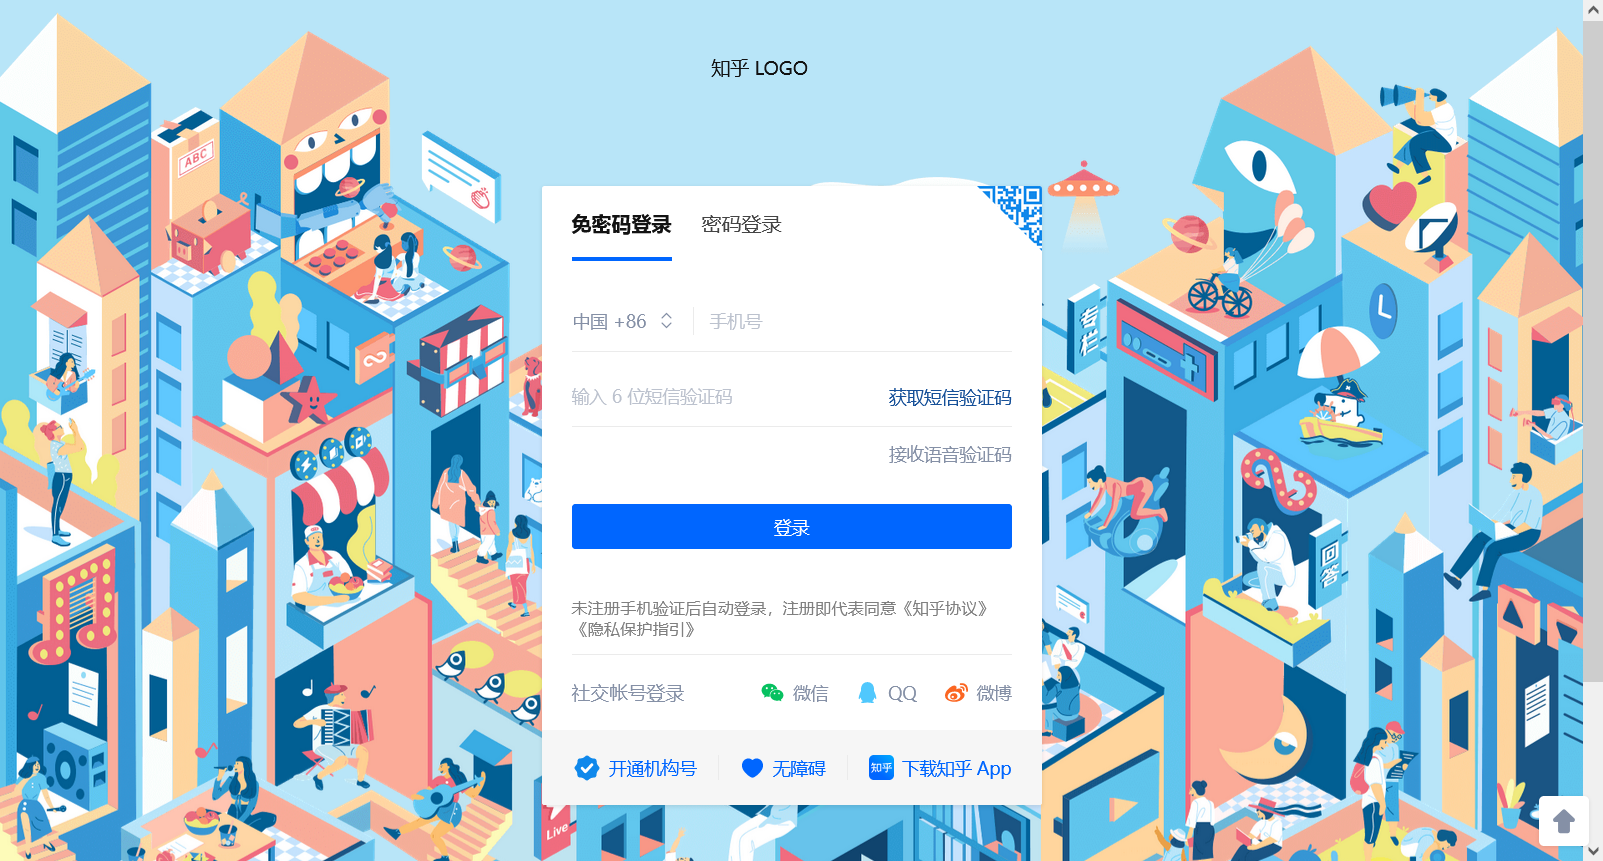 知乎 LOGO
ABC
免密码登录 密码登录
中国 +86 手机号
输入 6 位短信验证码 获取短信验证码
接收语音验证码
登录
未注册手机验证后自动登录，注册即代表同意《知乎协议》
《隐私保护指引》
社交帐号登录 微信 QQ 微博
开通机构号 无障碍 知乎 下载知乎 App
专栏
回答
Live